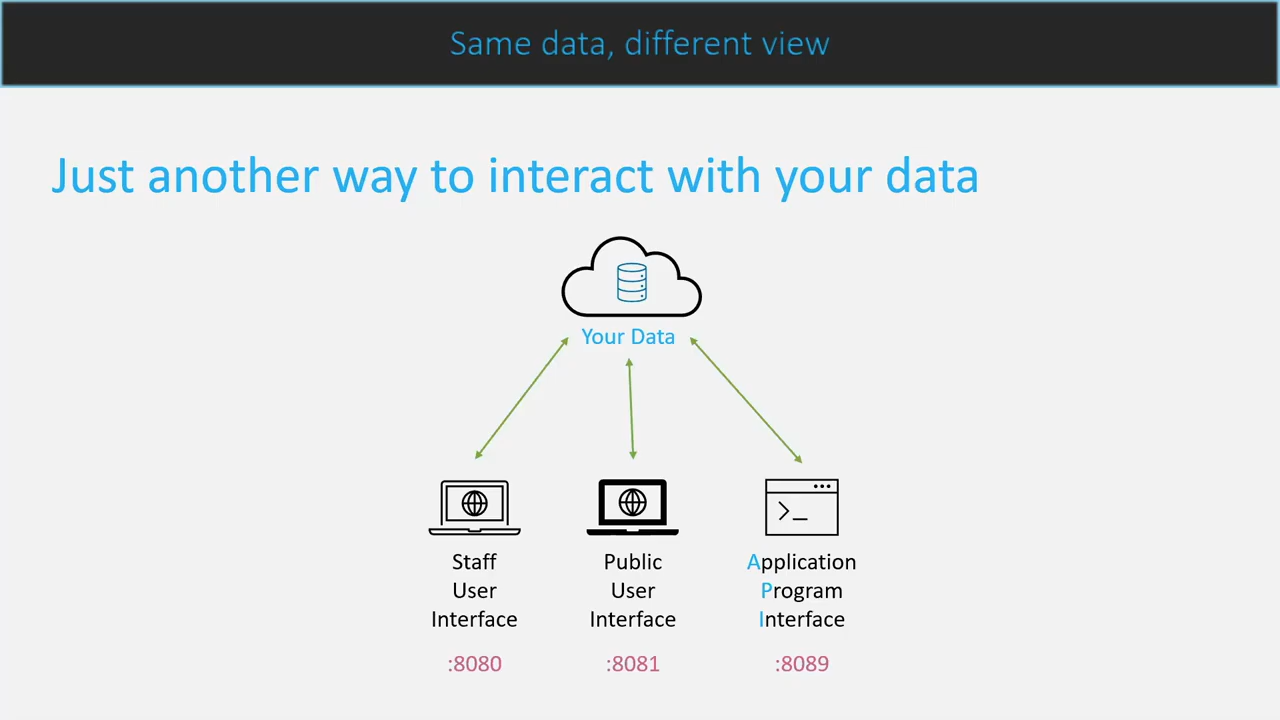 Same data, different view
Just another way to interact with your data
Your Data
Staff
User
Interface
:8080
Public
User
Interface
:8081
Application
Program
Interface
:8089